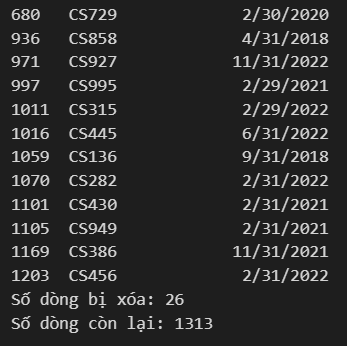 680 CS729 2/30/2020
936 CS858 4/31/2018
971 CS927 11/31/2022
997 CS995 2/29/2021
1011 CS315 2/29/2022
1016 CS445 6/31/2022
1059 CS136 9/31/2018
1070 CS282 2/31/2022
1101 CS430 2/31/2021
1105 CS949 2/31/2021
1169 CS386 11/31/2021
1203 CS456 2/31/2022
Số dòng bị xóa: 26
Số dòng còn lại: 1313